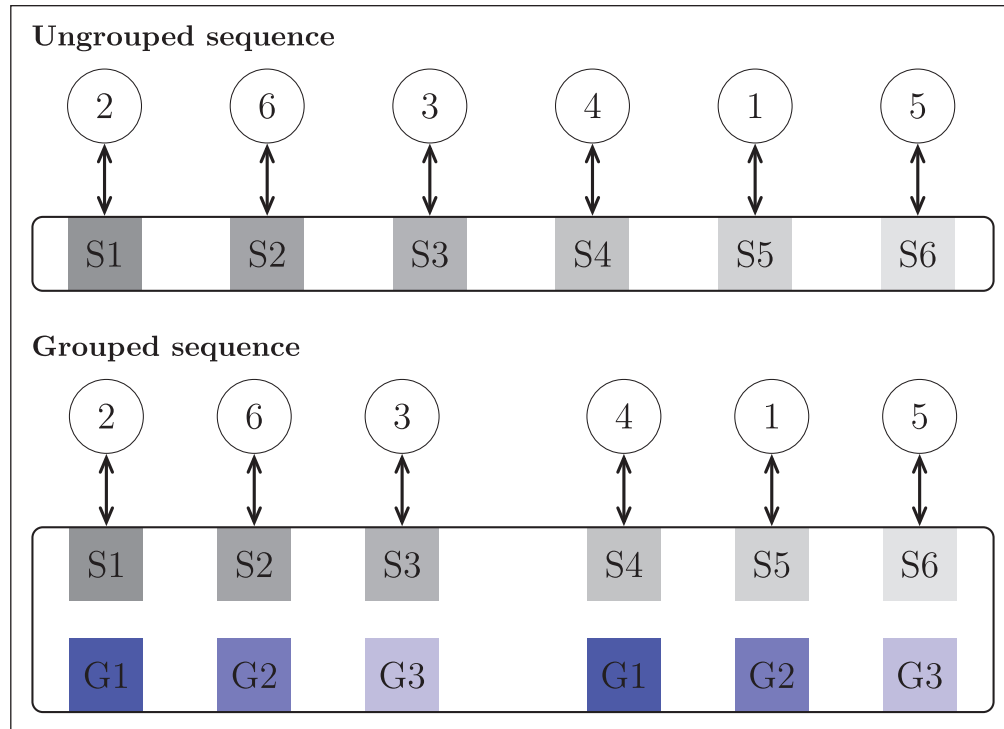 Ungrouped sequence
2 6 3 4 1 5
S1 S2 S3 S4 S5 S6
Grouped sequence
2 6 3 4 1 5
S1 S2 S3 S4 S5 S6
G1 G2 G3 G1 G2 G3